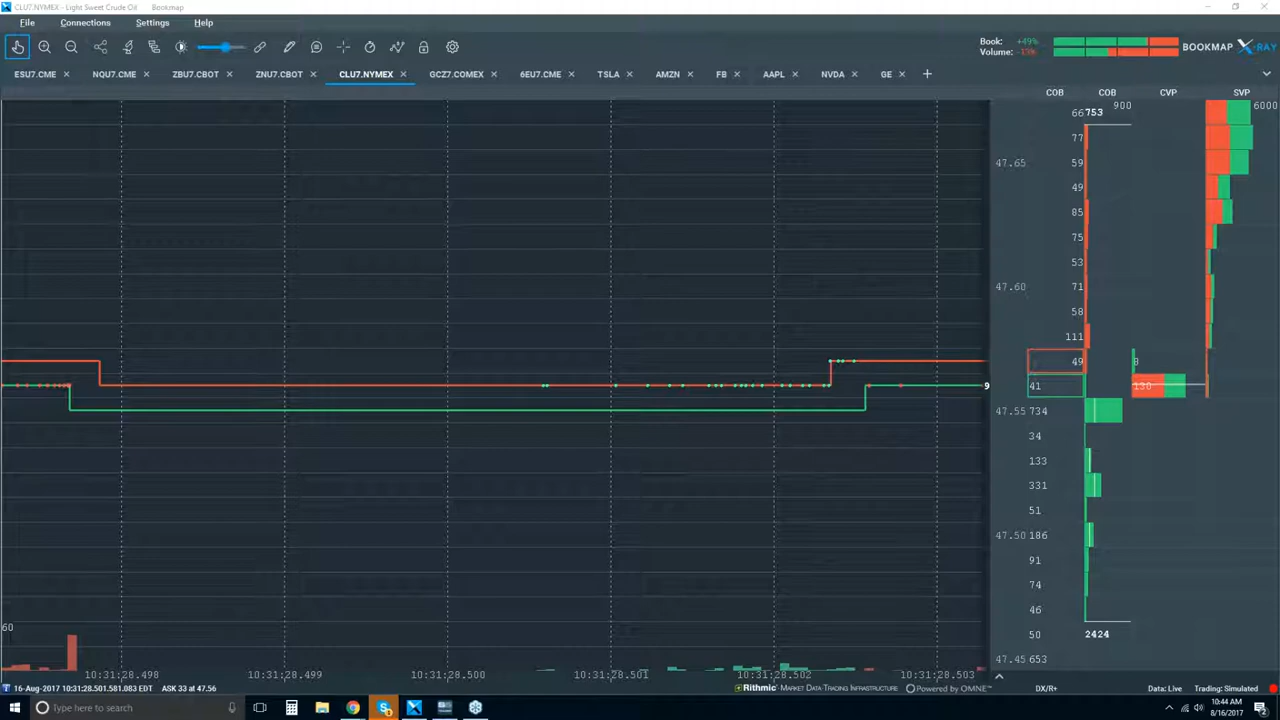 CLU7.NYMEX - Light Sweet Crude Oil Bookmap
File Connections Settings Help
Book: +49%
Volume: -15%
BOOKMAP X-RAY
ESU7.CME × NQU7.CME × ZBU7.CBOT × ZNU7.CBOT × CLU7.NYMEX × GCZ7.COMEX × 6EU7.CME × TSLA × AMZN × FB × AAPL × NVDA × GE × +
COB COB CVP SVP
900 6000
66 753
77
47.65 59
49
85
75
53
47.60 71
58
111
49 3
9 41 130
47.55 734
34
133
331
51
47.50 186
91
74
46
60
50 2424
47.45 653
10:31:28.498 10:31:28.499 10:31:28.500 10:31:28.501 10:31:28.502 10:31:28.503
16-Aug-2017 10:31:28.501.581.083 EDT ASK 33 at 47.56
Rithmic MARKET DATA-TRADING INFRASTRUCTURE Powered by OMNE™
DX/R+ Data: Live Trading: Simulated
Type here to search
10:44 AM
8/16/2017
2